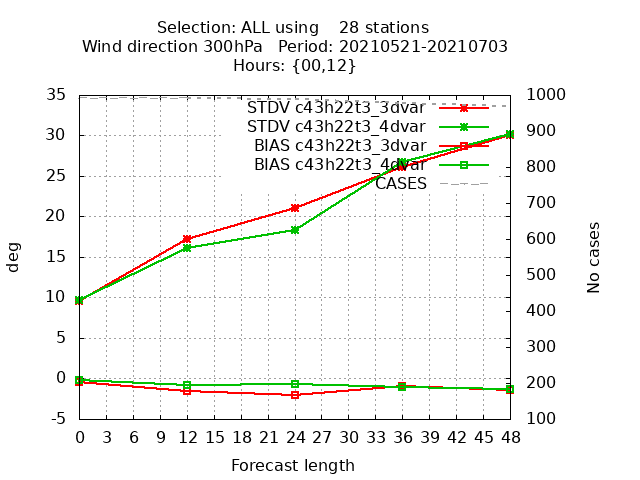 Selection: ALL using    28 stations
Wind direction 300hPa   Period: 20210521-20210703
Hours: {00,12}
35 1000
STDV c43h22t3_3dvar
STDV c43h22t3_4dvar
30 900
BIAS c43h22t3_3dvar
BIAS c43h22t3_4dvar
25 800
CASES
20 700
15 600
10 500
5 400
0 300
-5 200
100
deg
No cases
0 3 6 9 12 15 18 21 24 27 30 33 36 39 42 45 48
Forecast length